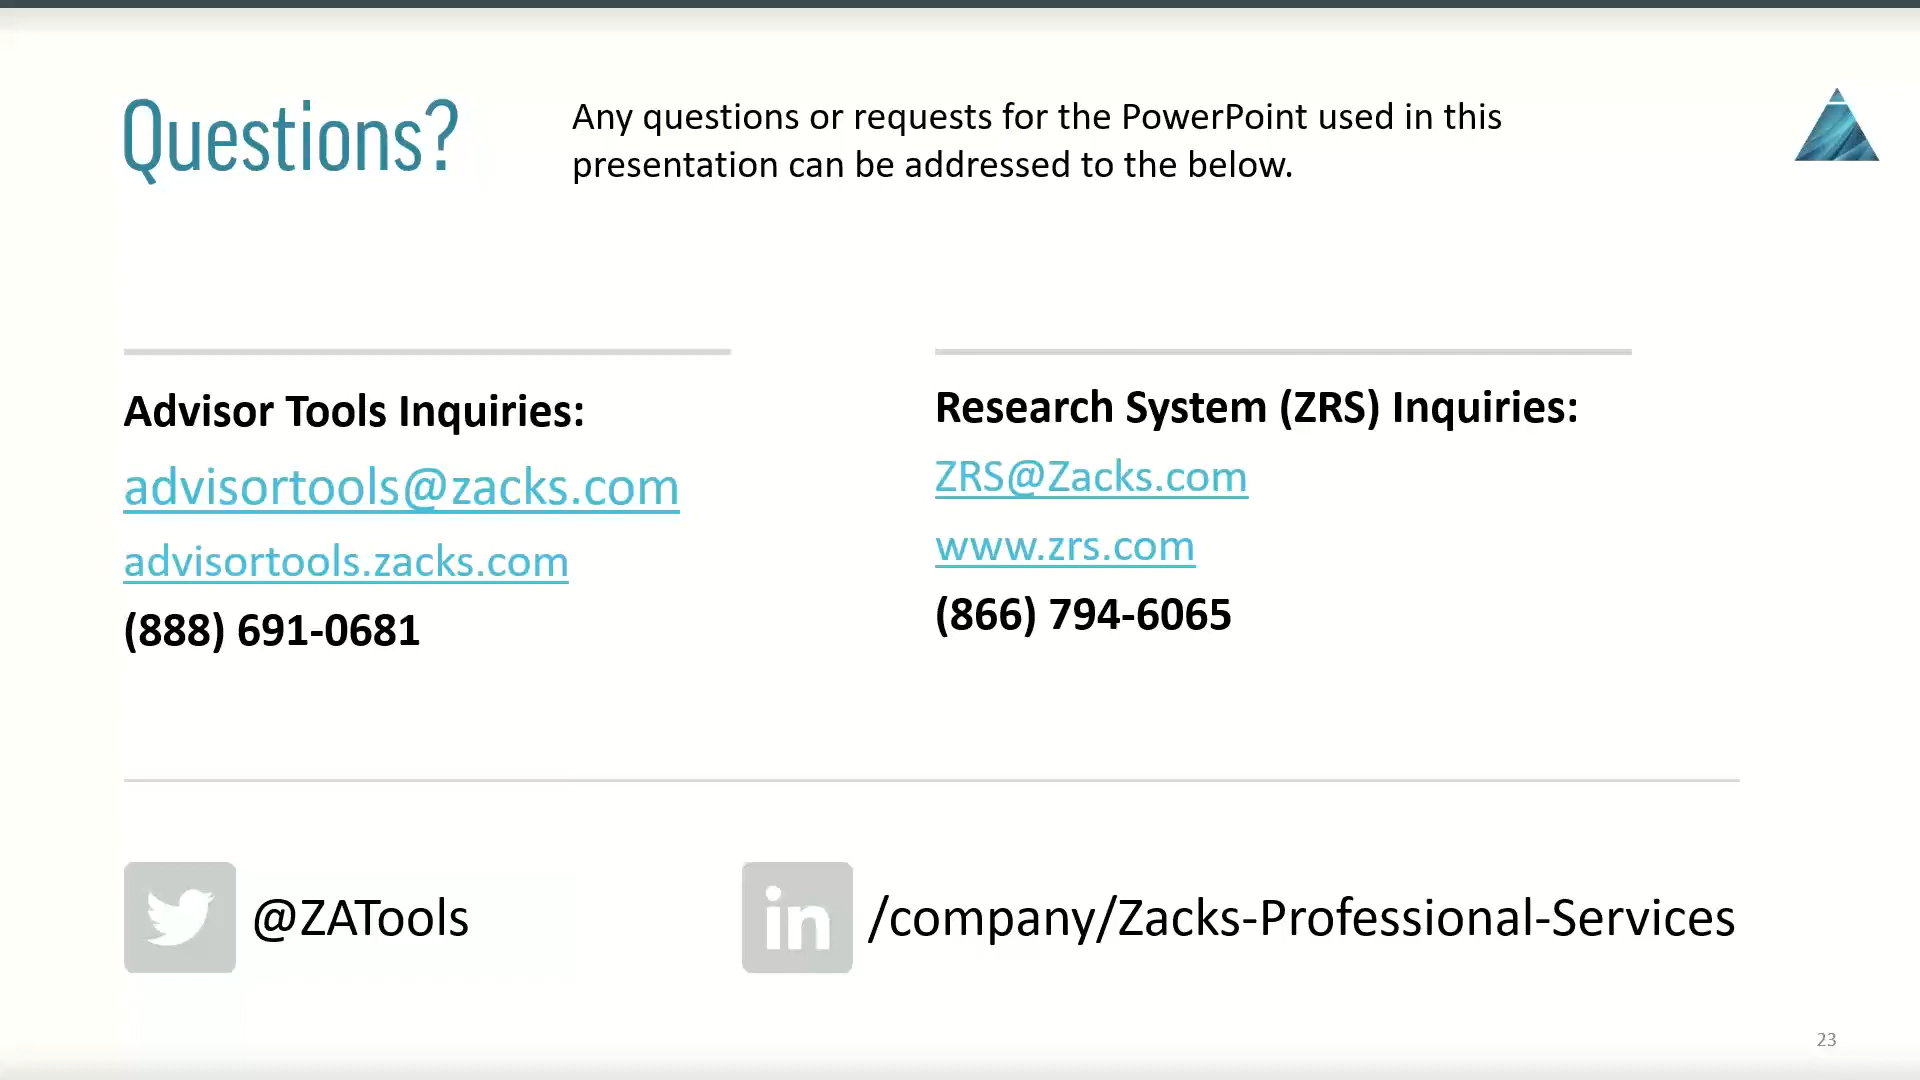 Questions?
Any questions or requests for the PowerPoint used in this
presentation can be addressed to the below.
Advisor Tools Inquiries:
advisortools@zacks.com
advisortools.zacks.com
(888) 691-0681
Research System (ZRS) Inquiries:
ZRS@Zacks.com
www.zrs.com
(866) 794-6065
@ZATools
in /company/Zacks-Professional-Services
23